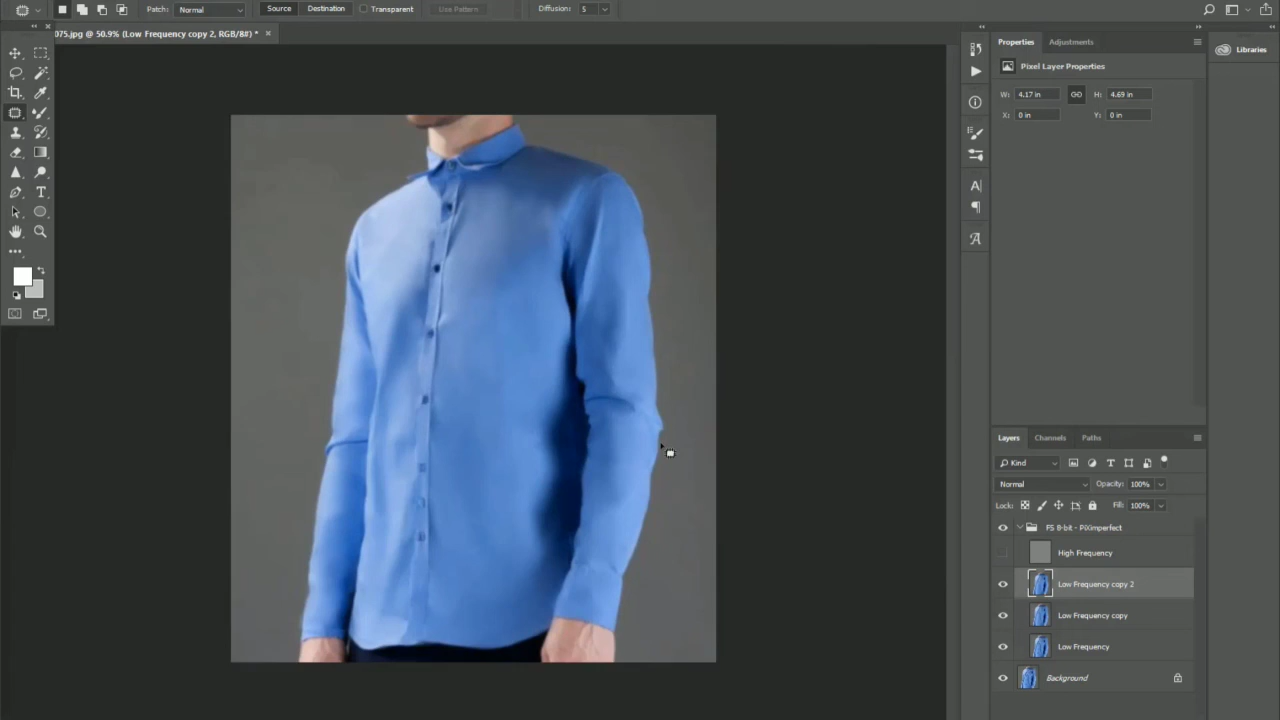 Patch: Normal Source Destination Transparent Use Pattern Diffusion: 5
075.jpg @ 50.9% (Low Frequency copy 2, RGB/8#) * ×
Properties Adjustments
Libraries
Pixel Layer Properties
W: 4.17 in H: 4.69 in
X: 0 in Y: 0 in
Layers Channels Paths
Kind
Normal Opacity: 100%
Lock: Fill: 100%
FS 8-bit - PiXimperfect
High Frequency
Low Frequency copy 2
Low Frequency copy
Low Frequency
Background